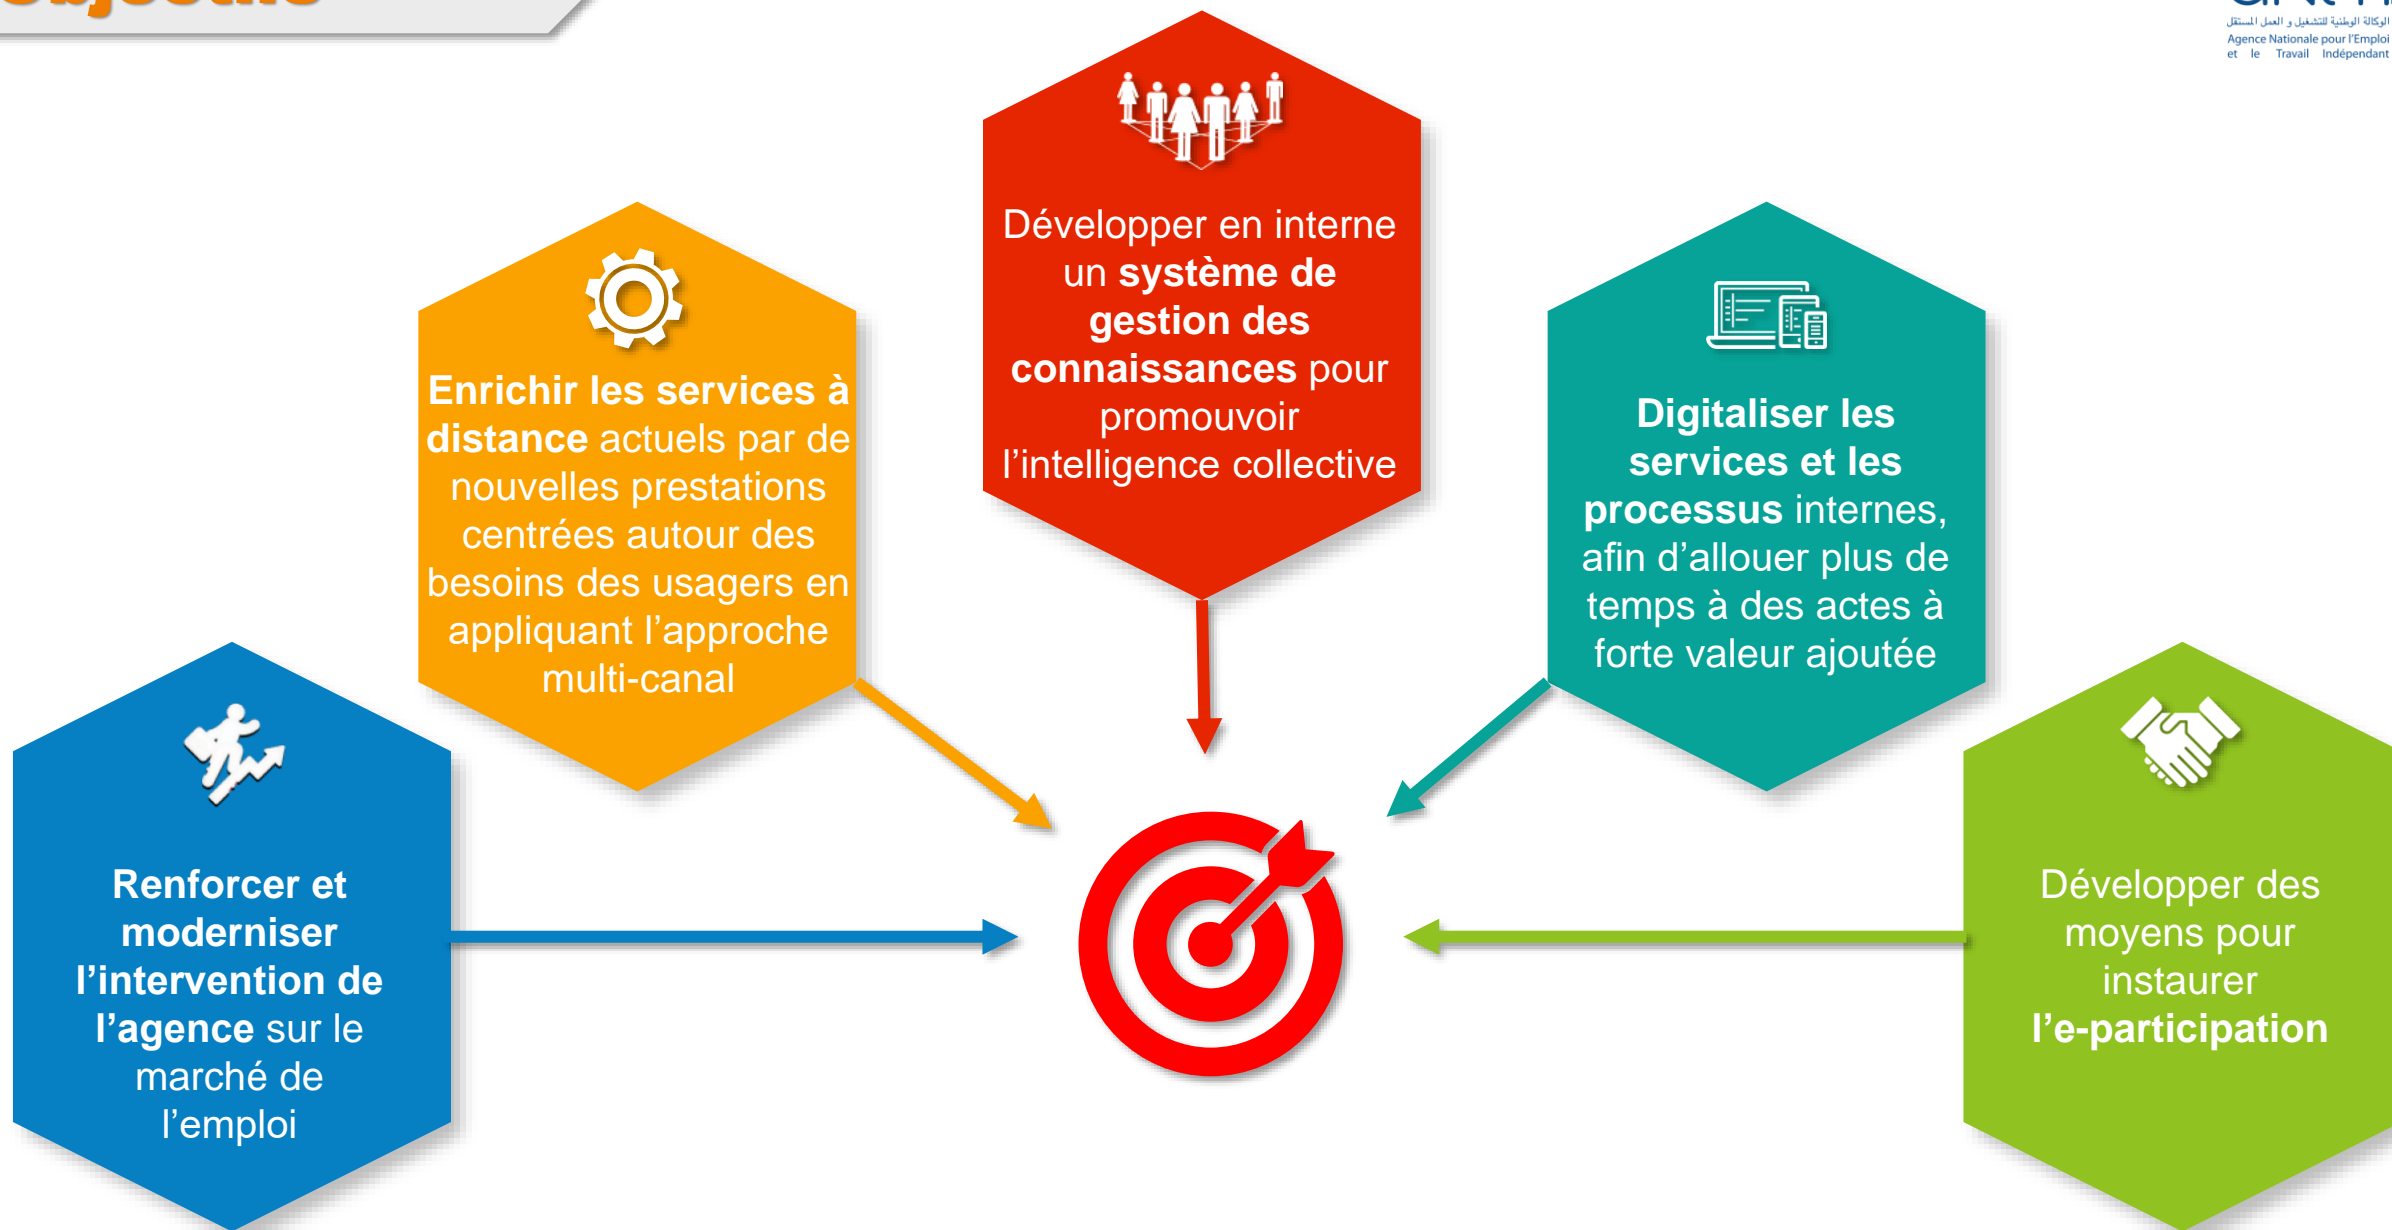 الوكالة الوطنية للتشغيل و العمل المستقل
Agence Nationale pour l'Emploi
et le Travail Indépendant
Développer en interne
un système de
gestion des
connaissances pour
promouvoir
l’intelligence collective
Enrichir les services à
distance actuels par de
nouvelles prestations
centrées autour des
besoins des usagers en
appliquant l’approche
multi-canal
Digitaliser les
services et les
processus internes,
afin d’allouer plus de
temps à des actes à
forte valeur ajoutée
Renforcer et
moderniser
l’intervention de
l’agence sur le
marché de
l’emploi
Développer des
moyens pour
instaurer
l’e-participation